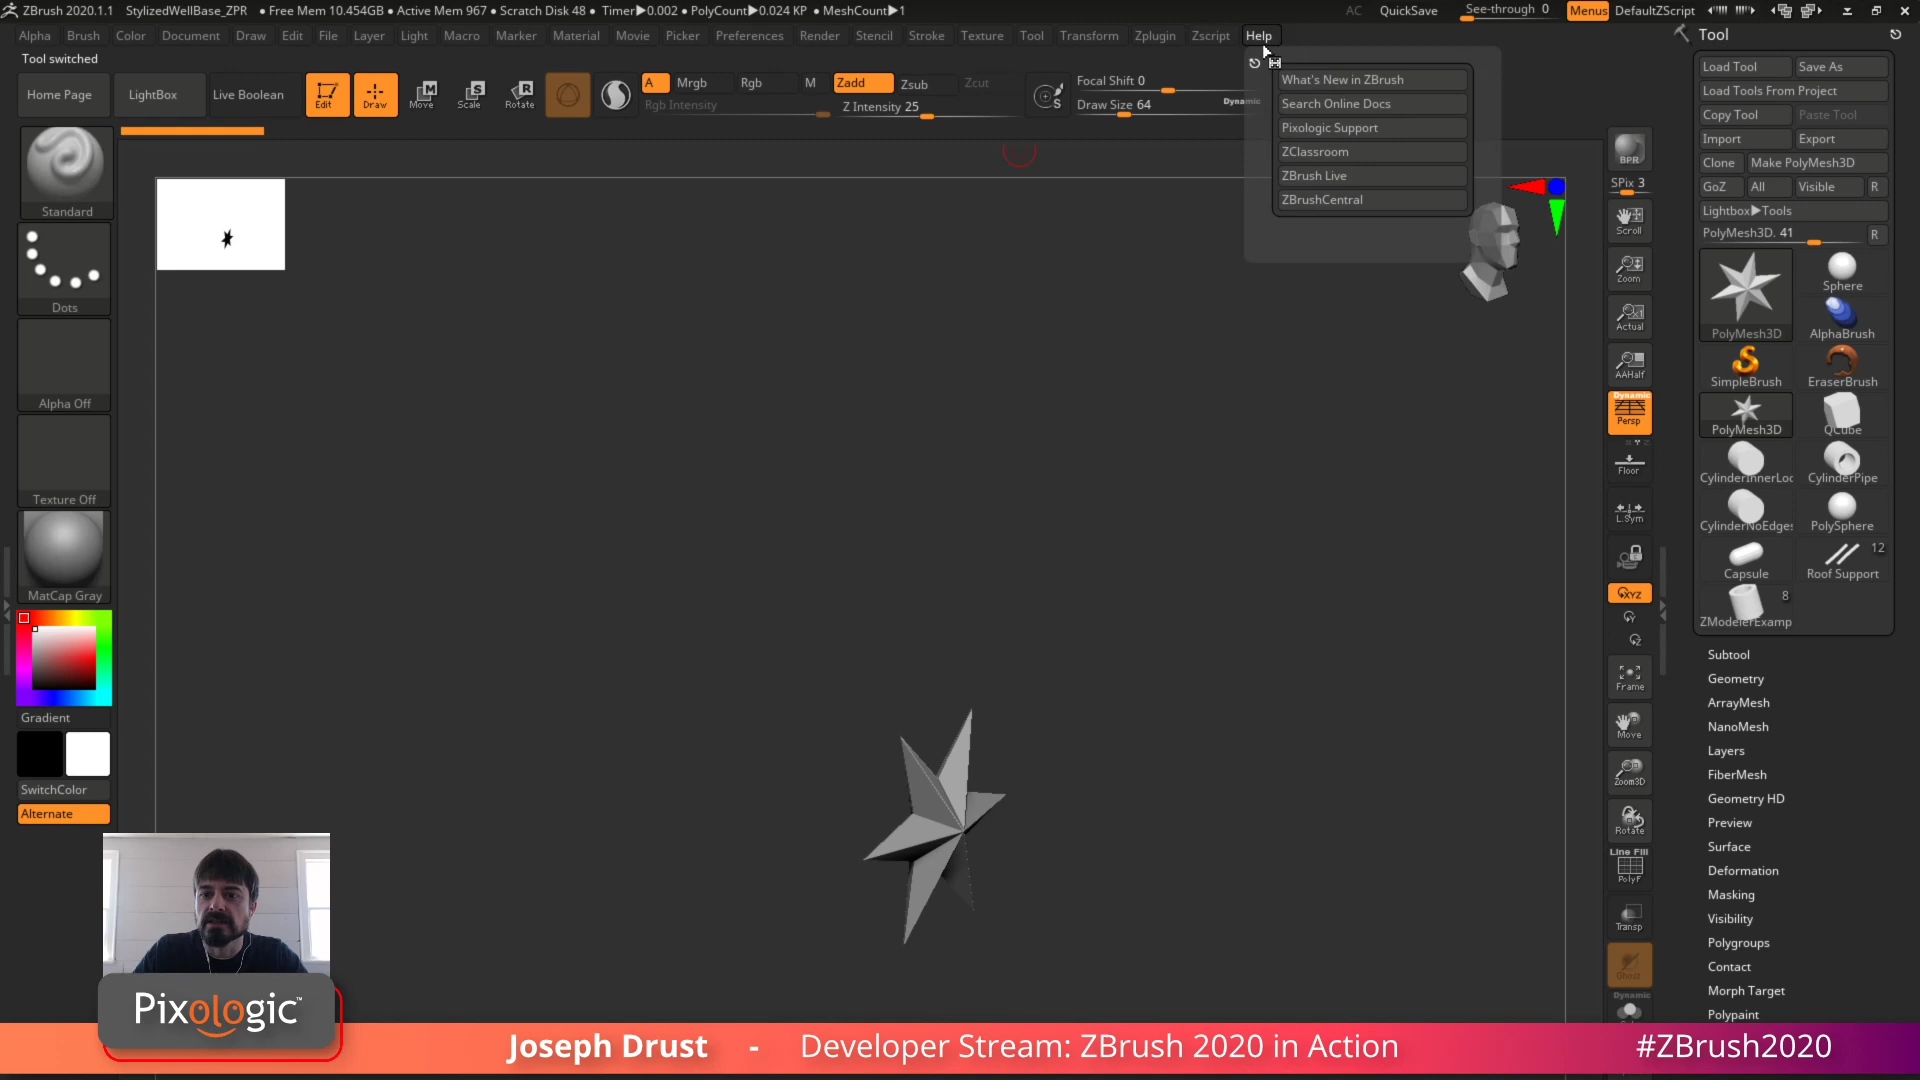 ZBrush 2020.1.1 StylizedWellBase_ZPR • Free Mem 10.454GB • Active Mem 967 • Scratch Disk 48 • Timer▶0.002 • PolyCount▶0.024 KP • MeshCount▶1 AC QuickSave See-through 0 Menus DefaultZScript
Alpha Brush Color Document Draw Edit File Layer Light Macro Marker Material Movie Picker Preferences Render Stencil Stroke Texture Tool Transform Zplugin Zscript Help
Tool switched
Home Page LightBox Live Boolean Edit Draw Move Scale Rotate
A Mrgb Rgb M Zadd Zsub Zcut
Rgb Intensity Z Intensity 25
Focal Shift 0
Draw Size 64 Dynamic
What's New in ZBrush
Search Online Docs
Pixologic Support
ZClassroom
ZBrush Live
ZBrushCentral
Standard
Dots
Alpha Off
Texture Off
MatCap Gray
Gradient
SwitchColor
Alternate
BPR
SPix 3
Scroll
Zoom
Actual
AAHalf
Dynamic
Persp
Floor
L.Sym
XYZ
Y
Z
Frame
Move
Zoom3D
Rotate
Line Fill
PolyF
Transp
Ghost
Dynamic
Tool
Load Tool Save As
Load Tools From Project
Copy Tool Paste Tool
Import Export
Clone Make PolyMesh3D
GoZ All Visible R
Lightbox▶Tools
PolyMesh3D. 41 R
PolyMesh3D Sphere
AlphaBrush
SimpleBrush EraserBrush
PolyMesh3D QCube
CylinderInnerLoc CylinderPipe
CylinderNoEdges PolySphere
Capsule Roof Support 12
ZModelerExamp 8
Subtool
Geometry
ArrayMesh
NanoMesh
Layers
FiberMesh
Geometry HD
Preview
Surface
Deformation
Masking
Visibility
Polygroups
Contact
Morph Target
Polypaint
Pixologic™
Joseph Drust - Developer Stream: ZBrush 2020 in Action #ZBrush2020